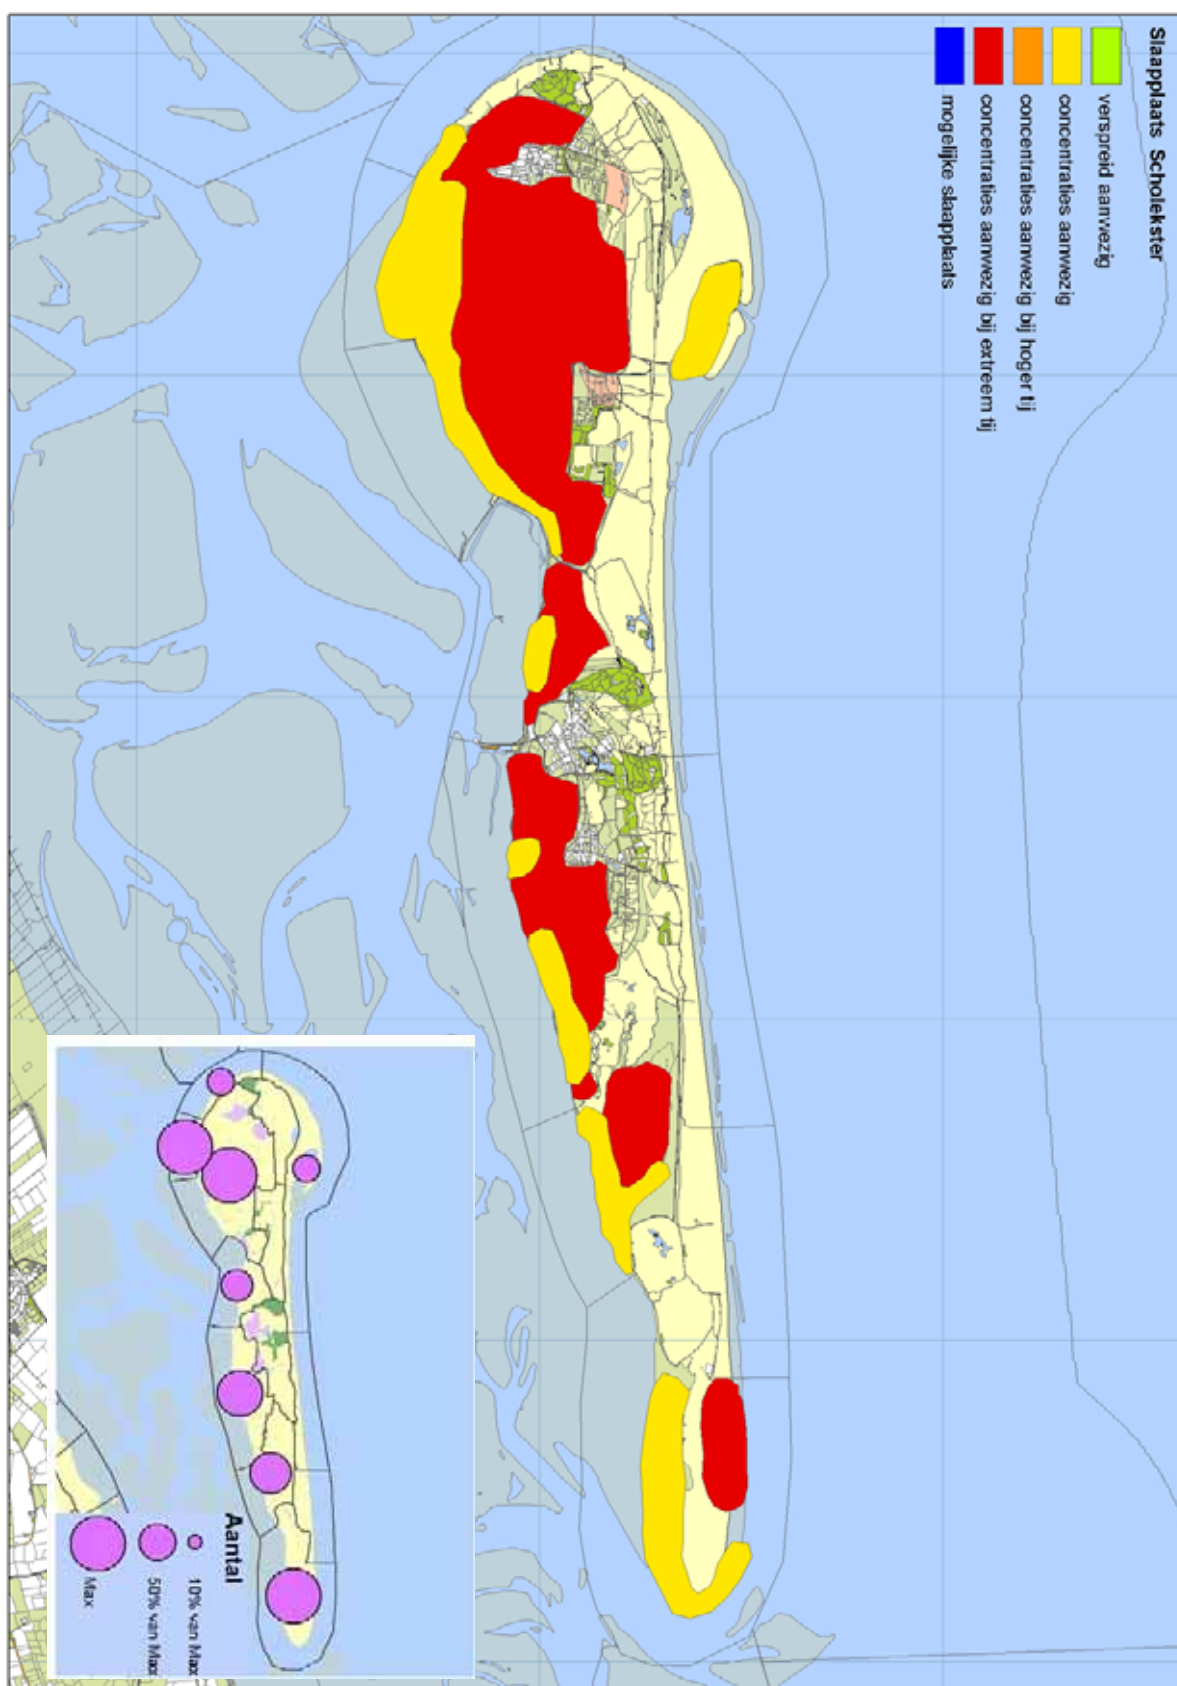 Slaapplaats Scholekster
verspreid aanwezig
concentraties aanwezig
concentraties aanwezig bij hoger tij
concentraties aanwezig bij extreem tij
mogelijke slaapplaats
Aantal
10% van Max
50% van Max
Max